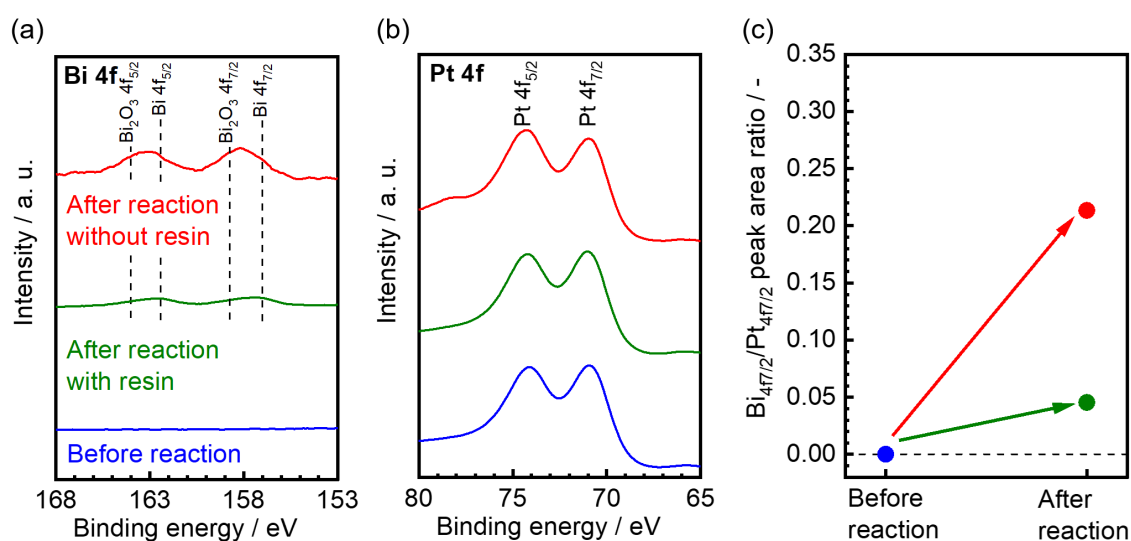 (a)
Bi 4f
Bi₂O₃ 4f₅/₂
Bi 4f₅/₂
Bi₂O₃ 4f₇/₂
Bi 4f₇/₂
Intensity / a. u.
After reaction
without resin
After reaction
with resin
Before reaction
168
163
158
153
Binding energy / eV
(b)
Pt 4f
Pt 4f₅/₂
Pt 4f₇/₂
Intensity / a. u.
80
75
70
65
Binding energy / eV
(c)
Bi₄f₇/₂/Pt₄f₇/₂ peak area ratio / -
0.35
0.30
0.25
0.20
0.15
0.10
0.05
0.00
Before
reaction
After
reaction